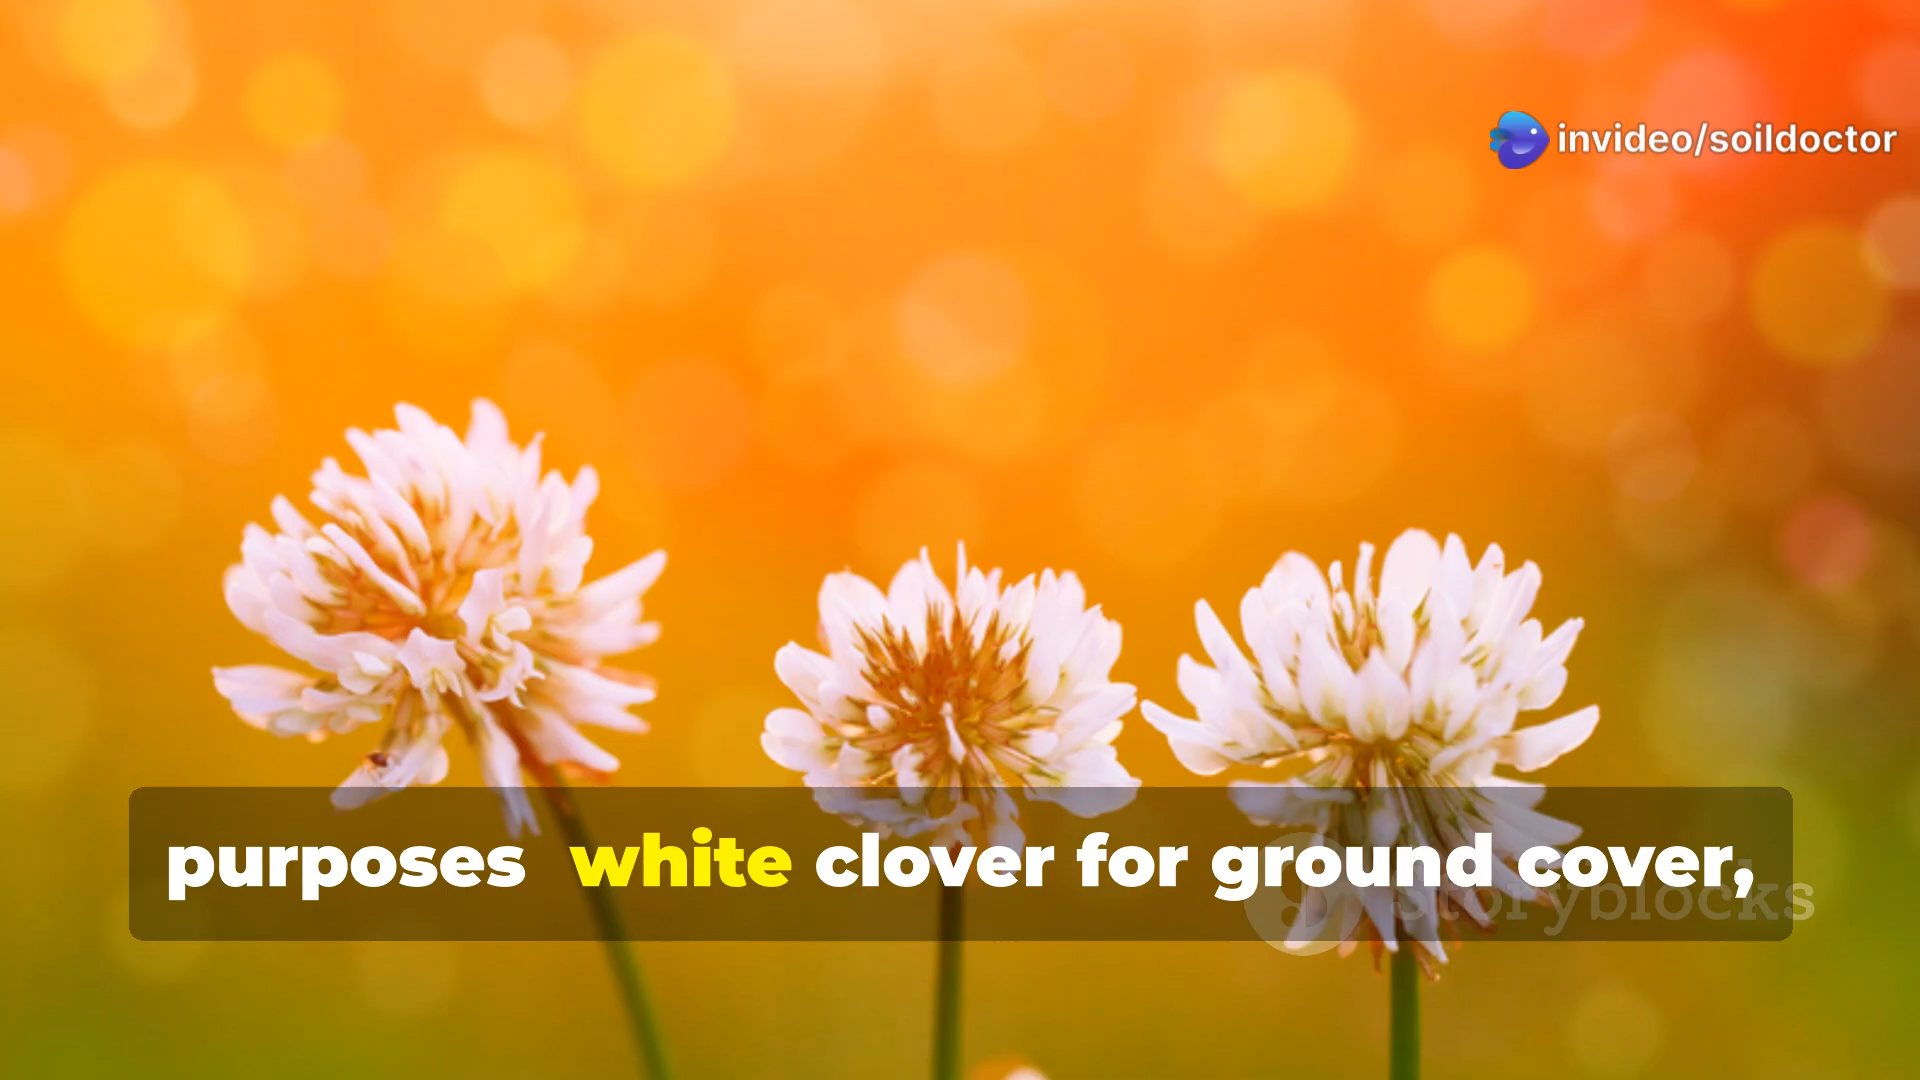 invideo/soildoctor
purposes white clover for ground cover,
Storyblocks